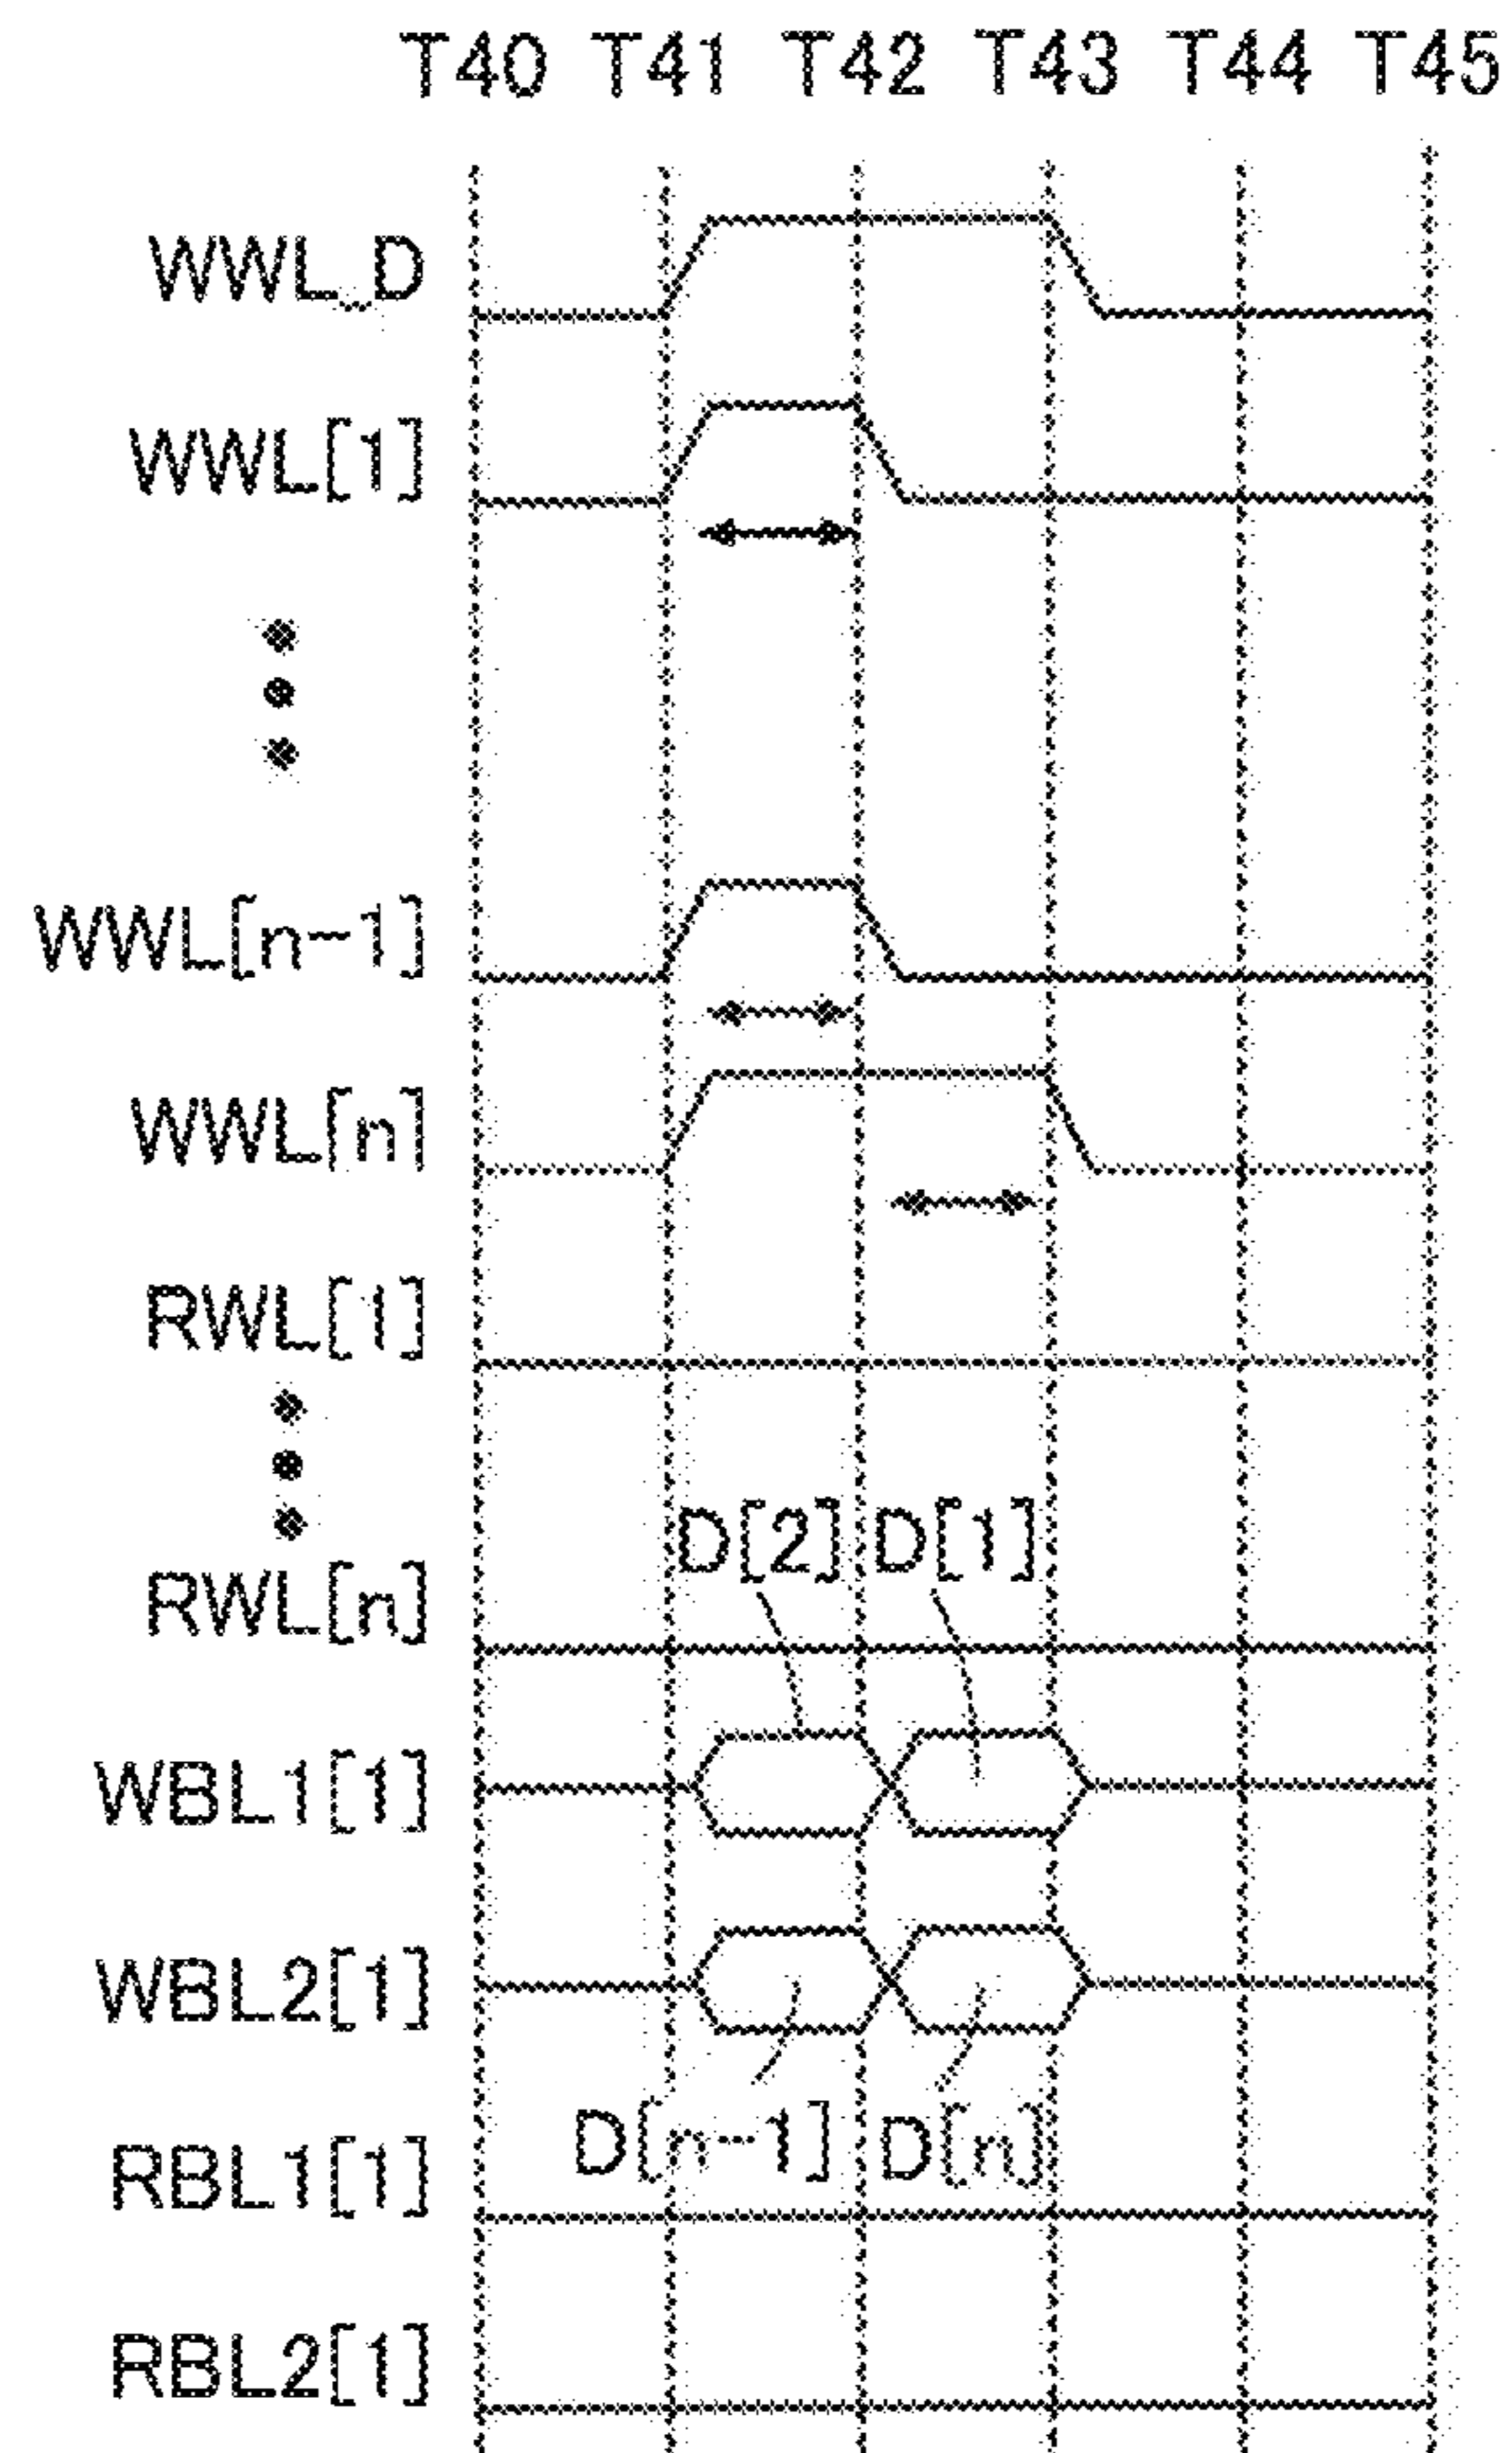 T40 T41 T42 T43 T44 T45
WWL_D
WWL[1]
WWL[n-1]
WWL[n]
RWL[1]
D[2] D[1]
RWL[n]
WBL1[1]
WBL2[1]
D[n-1] D[n]
RBL1[1]
RBL2[1]